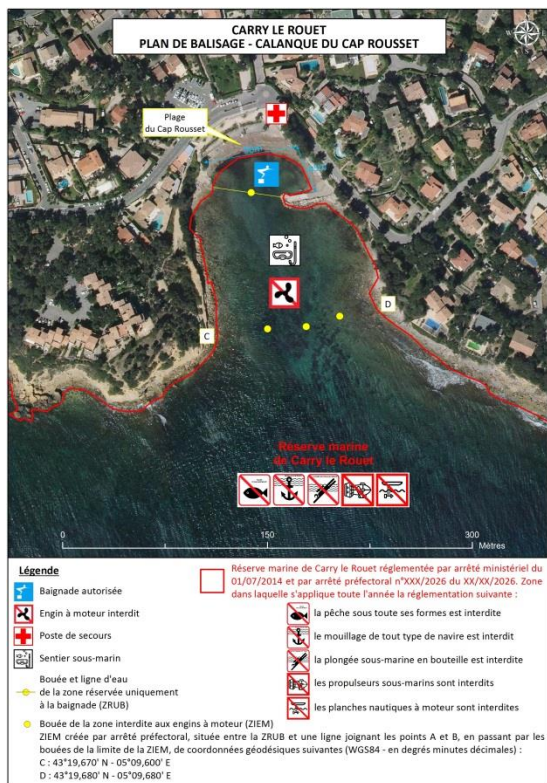 CARRY LE ROUET
PLAN DE BALISAGE - CALANQUE DU CAP ROUSSET
Plage
du Cap Rousset
C
D
Réserve marine
de Carry le Rouet
0
150
300
Mètres
Légende
Baignade autorisée
Engin à moteur interdit
Poste de secours
Sentier sous-marin
Bouée et ligne d'eau
de la zone réservée uniquement
à la baignade (ZRUB)
Réserve marine de Carry le Rouet réglementée par arrêté ministériel du
01/07/2014 et par arrêté préfectoral n°XXX/2026 du XX/XX/2026. Zone
dans laquelle s'applique toute l'année la réglementation suivante :
la pêche sous toute ses formes est interdite
le mouillage de tout type de navire est interdit
la plongée sous-marine en bouteille est interdite
les propulseurs sous-marins sont interdits
les planches nautiques à moteur sont interdites
Bouée de la zone interdite aux engins à moteur (ZIEM)
ZIEM créée par arrêté préfectoral, située entre la ZRUB et une ligne joignant les points A et B, en passant par les
bouées de la limite de la ZIEM, de coordonnées géodésiques suivantes (WGS84 - en degrés minutes décimales) :
C : 43°19,670' N - 05°09,600' E
D : 43°19,680' N - 05°09,680' E